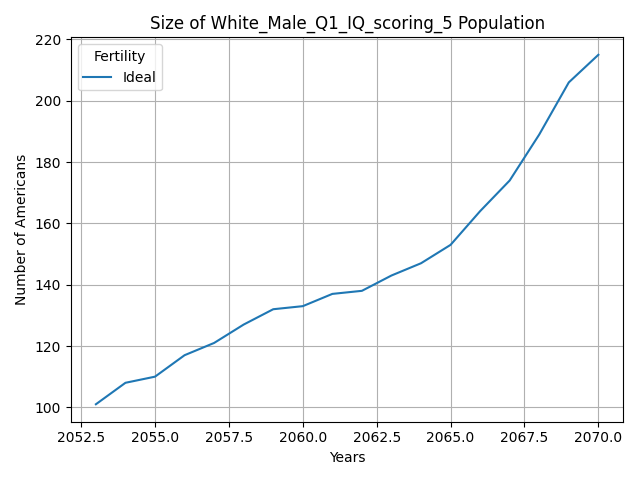 Size of White_Male_Q1_IQ_scoring_5 Population
Fertility
Ideal
Number of Americans
220
200
180
160
140
120
100
2052.5 2055.0 2057.5 2060.0 2062.5 2065.0 2067.5 2070.0
Years